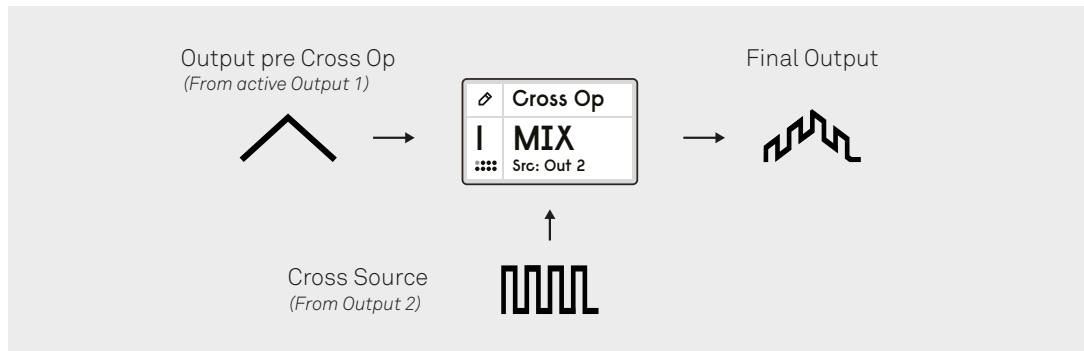 Output pre Cross Op
(From active Output 1)
Final Output
Cross Op
1 MIX
Src: Out 2
Cross Source
(From Output 2)